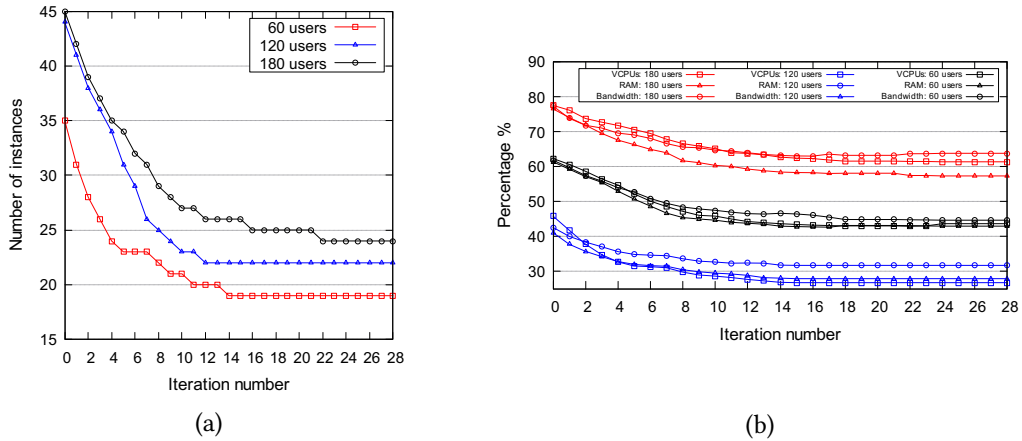 45
40
35
30
25
20
15
Number of instances
60 users
120 users
180 users
0 2 4 6 8 10 12 14 16 18 20 22 24 26 28
Iteration number
(a)
90
80
70
60
50
40
30
Percentage %
VCPUs: 180 users VCPUs: 120 users VCPUs: 60 users
RAM: 180 users RAM: 120 users RAM: 60 users
Bandwidth: 180 users Bandwidth: 120 users Bandwidth: 60 users
0 2 4 6 8 10 12 14 16 18 20 22 24 26 28
Iteration number
(b)